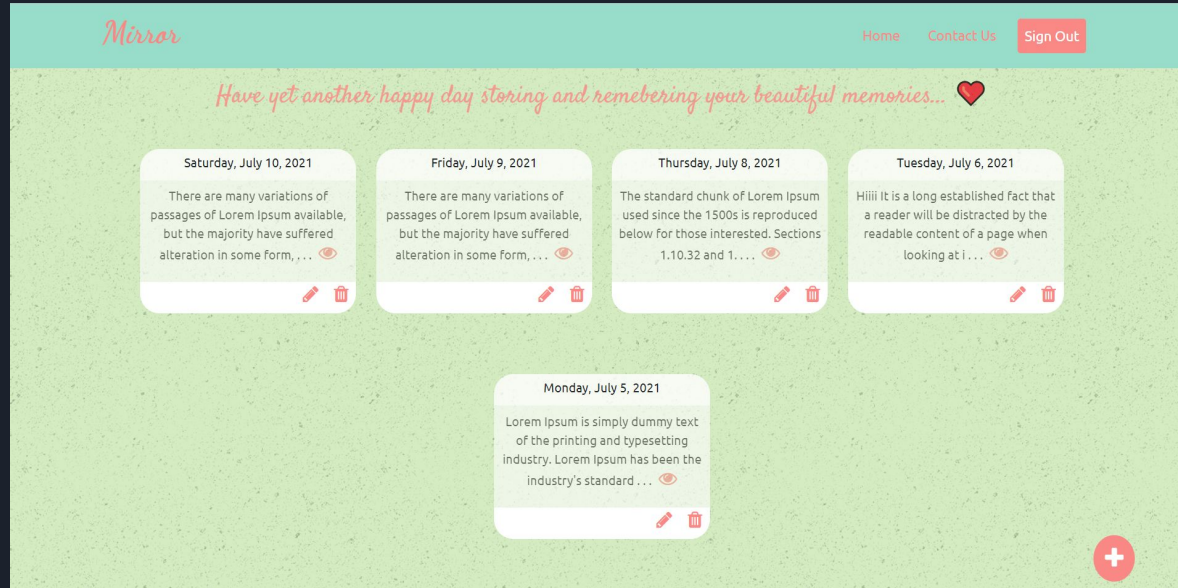 Mirror
Home
Contact Us
Sign Out
Have yet another happy day storing and remebering your beautiful memories...
Saturday, July 10, 2021
There are many variations of
passages of Lorem Ipsum available,
but the majority have suffered
alteration in some form, . . .
Friday, July 9, 2021
There are many variations of
passages of Lorem Ipsum available,
but the majority have suffered
alteration in some form, . . .
Thursday, July 8, 2021
The standard chunk of Lorem Ipsum
used since the 1500s is reproduced
below for those interested. Sections
1.10.32 and 1. . . .
Tuesday, July 6, 2021
Hiiii It is a long established fact that
a reader will be distracted by the
readable content of a page when
looking at i . . .
Monday, July 5, 2021
Lorem Ipsum is simply dummy text
of the printing and typesetting
industry. Lorem Ipsum has been the
industry's standard . . .